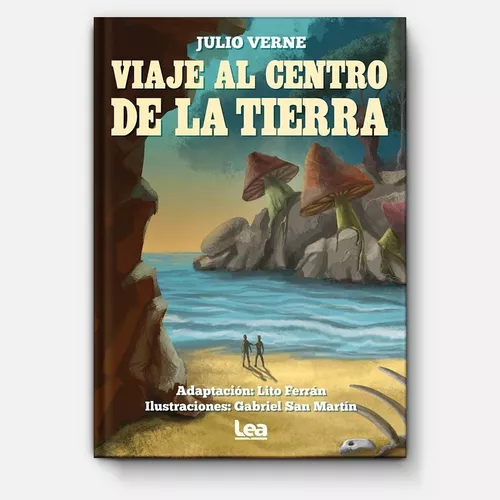 JULIO VERNE
VIAJE AL CENTRO
DE LA TIERRA
Adaptación: Lito Ferrán
Ilustraciones: Gabriel San Martín
Lea